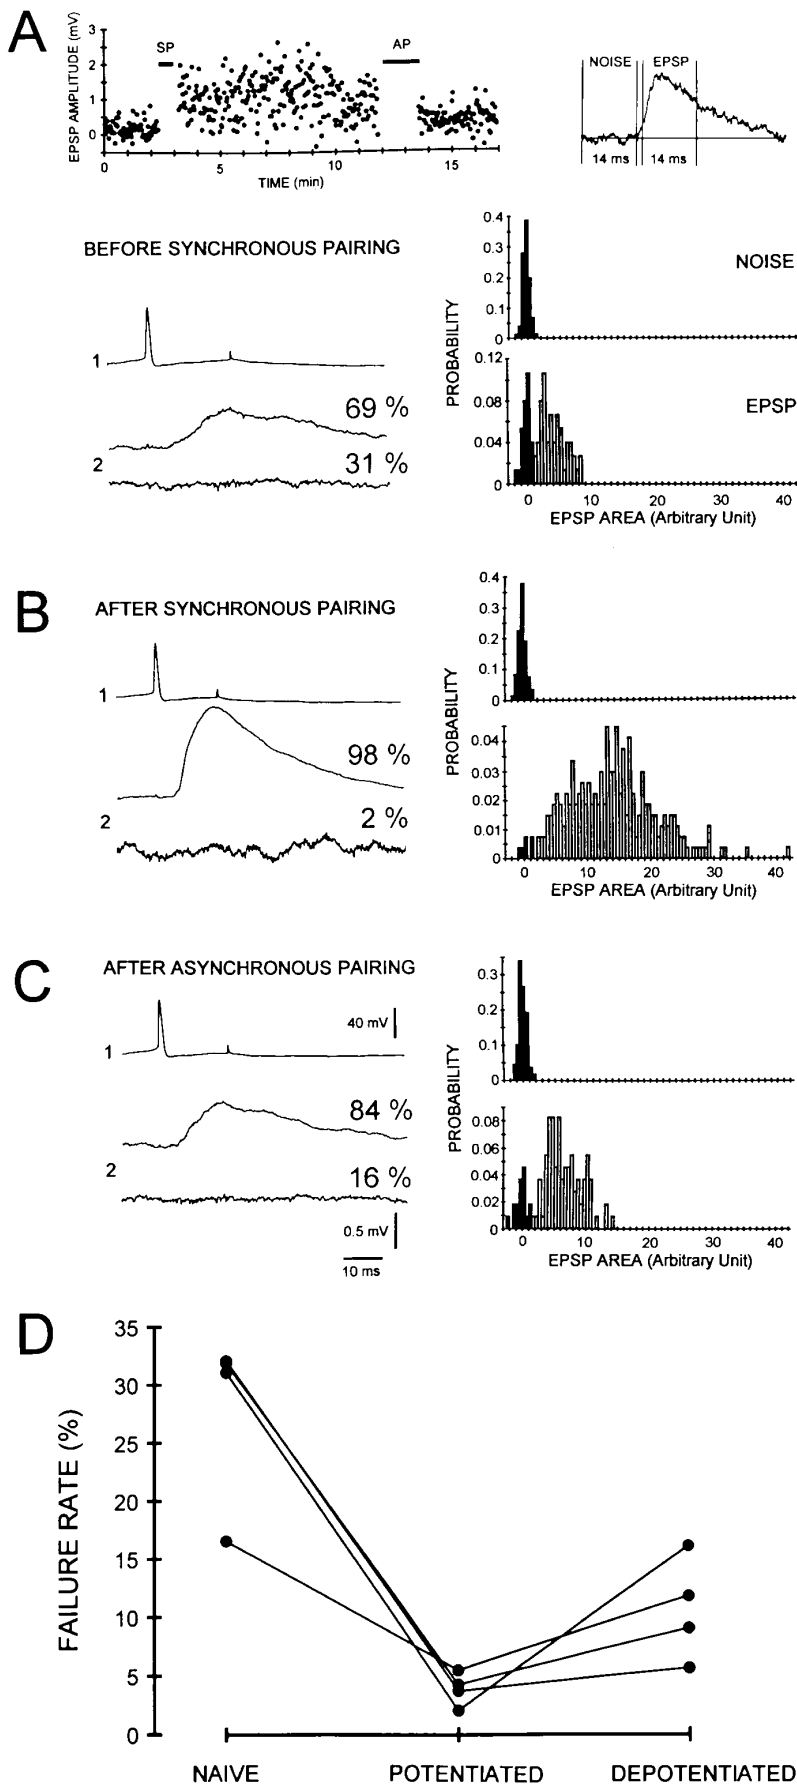 A
EPSP AMPLITUDE (mV)
3
2
1
0
SP
AP
0 5 10 15
TIME (min)
NOISE EPSP
14 ms 14 ms
BEFORE SYNCHRONOUS PAIRING
1
69 %
2
31 %
PROBABILITY
0.4
0.3
0.2
0.1
0
NOISE
0.12
0.08
0.04
0
EPSP
0 10 20 30 40
EPSP AREA (Arbitrary Unit)
B
AFTER SYNCHRONOUS PAIRING
1
98 %
2
2 %
PROBABILITY
0.4
0.3
0.2
0.1
0
0.04
0.03
0.02
0.01
0
0 10 20 30 40
EPSP AREA (Arbitrary Unit)
C
AFTER ASYNCHRONOUS PAIRING
40 mV
1
84 %
2
16 %
0.5 mV
10 ms
PROBABILITY
0.3
0.2
0.1
0
0.08
0.06
0.04
0.02
0
0 10 20 30 40
EPSP AREA (Arbitrary Unit)
D
FAILURE RATE (%)
35
30
25
20
15
10
5
0
NAIVE POTENTIATED DEPOTENTIATED